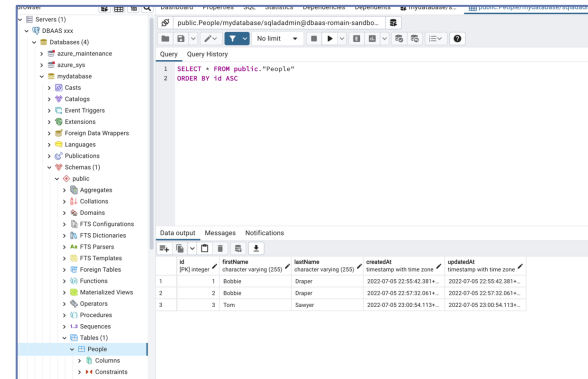 Browser
Dashboard Properties SQL Statistics Dependencies Dependents mydatabase/s... public.People/mydatabase/sqladmin
Servers (1)
DBAAS xxx
Databases (4)
azure_maintenance
azure_sys
mydatabase
Casts
Catalogs
Event Triggers
Extensions
Foreign Data Wrappers
Languages
Publications
Schemas (1)
public
Aggregates
Collations
Domains
FTS Configurations
FTS Dictionaries
FTS Parsers
FTS Templates
Foreign Tables
Functions
Materialized Views
Operators
Procedures
1..3 Sequences
Tables (1)
People
Columns
Constraints
public.People/mydatabase/sqladmin@dbaas-romain-sandbo...
No limit
Query Query History
1 SELECT * FROM public."People"
2 ORDER BY id ASC
Data output Messages Notifications
id firstName lastName createdAt updatedAt
[PK] integer character varying (255) character varying (255) timestamp with time zone timestamp with time zone
1 1 Bobbie Draper 2022-07-05 22:55:42.381+... 2022-07-05 22:55:42.381+...
2 2 Bobbie Draper 2022-07-05 22:57:32.061+... 2022-07-05 22:57:32.061+...
3 3 Tom Sawyer 2022-07-05 23:00:54.113+... 2022-07-05 23:00:54.113+...